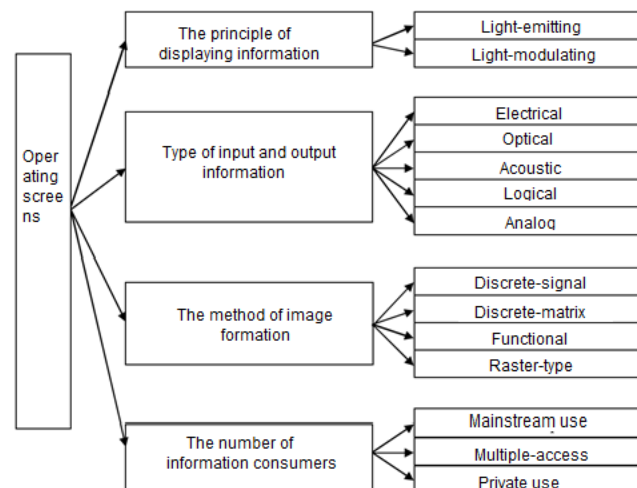 Oper
ating
scree
ns
The principle of
displaying information
Light-emitting
Light-modulating
Type of input and output
information
Electrical
Optical
Acoustic
Logical
Analog
The method of image
formation
Discrete-signal
Discrete-matrix
Functional
Raster-type
The number of
information consumers
Mainstream use
Multiple-access
Private use